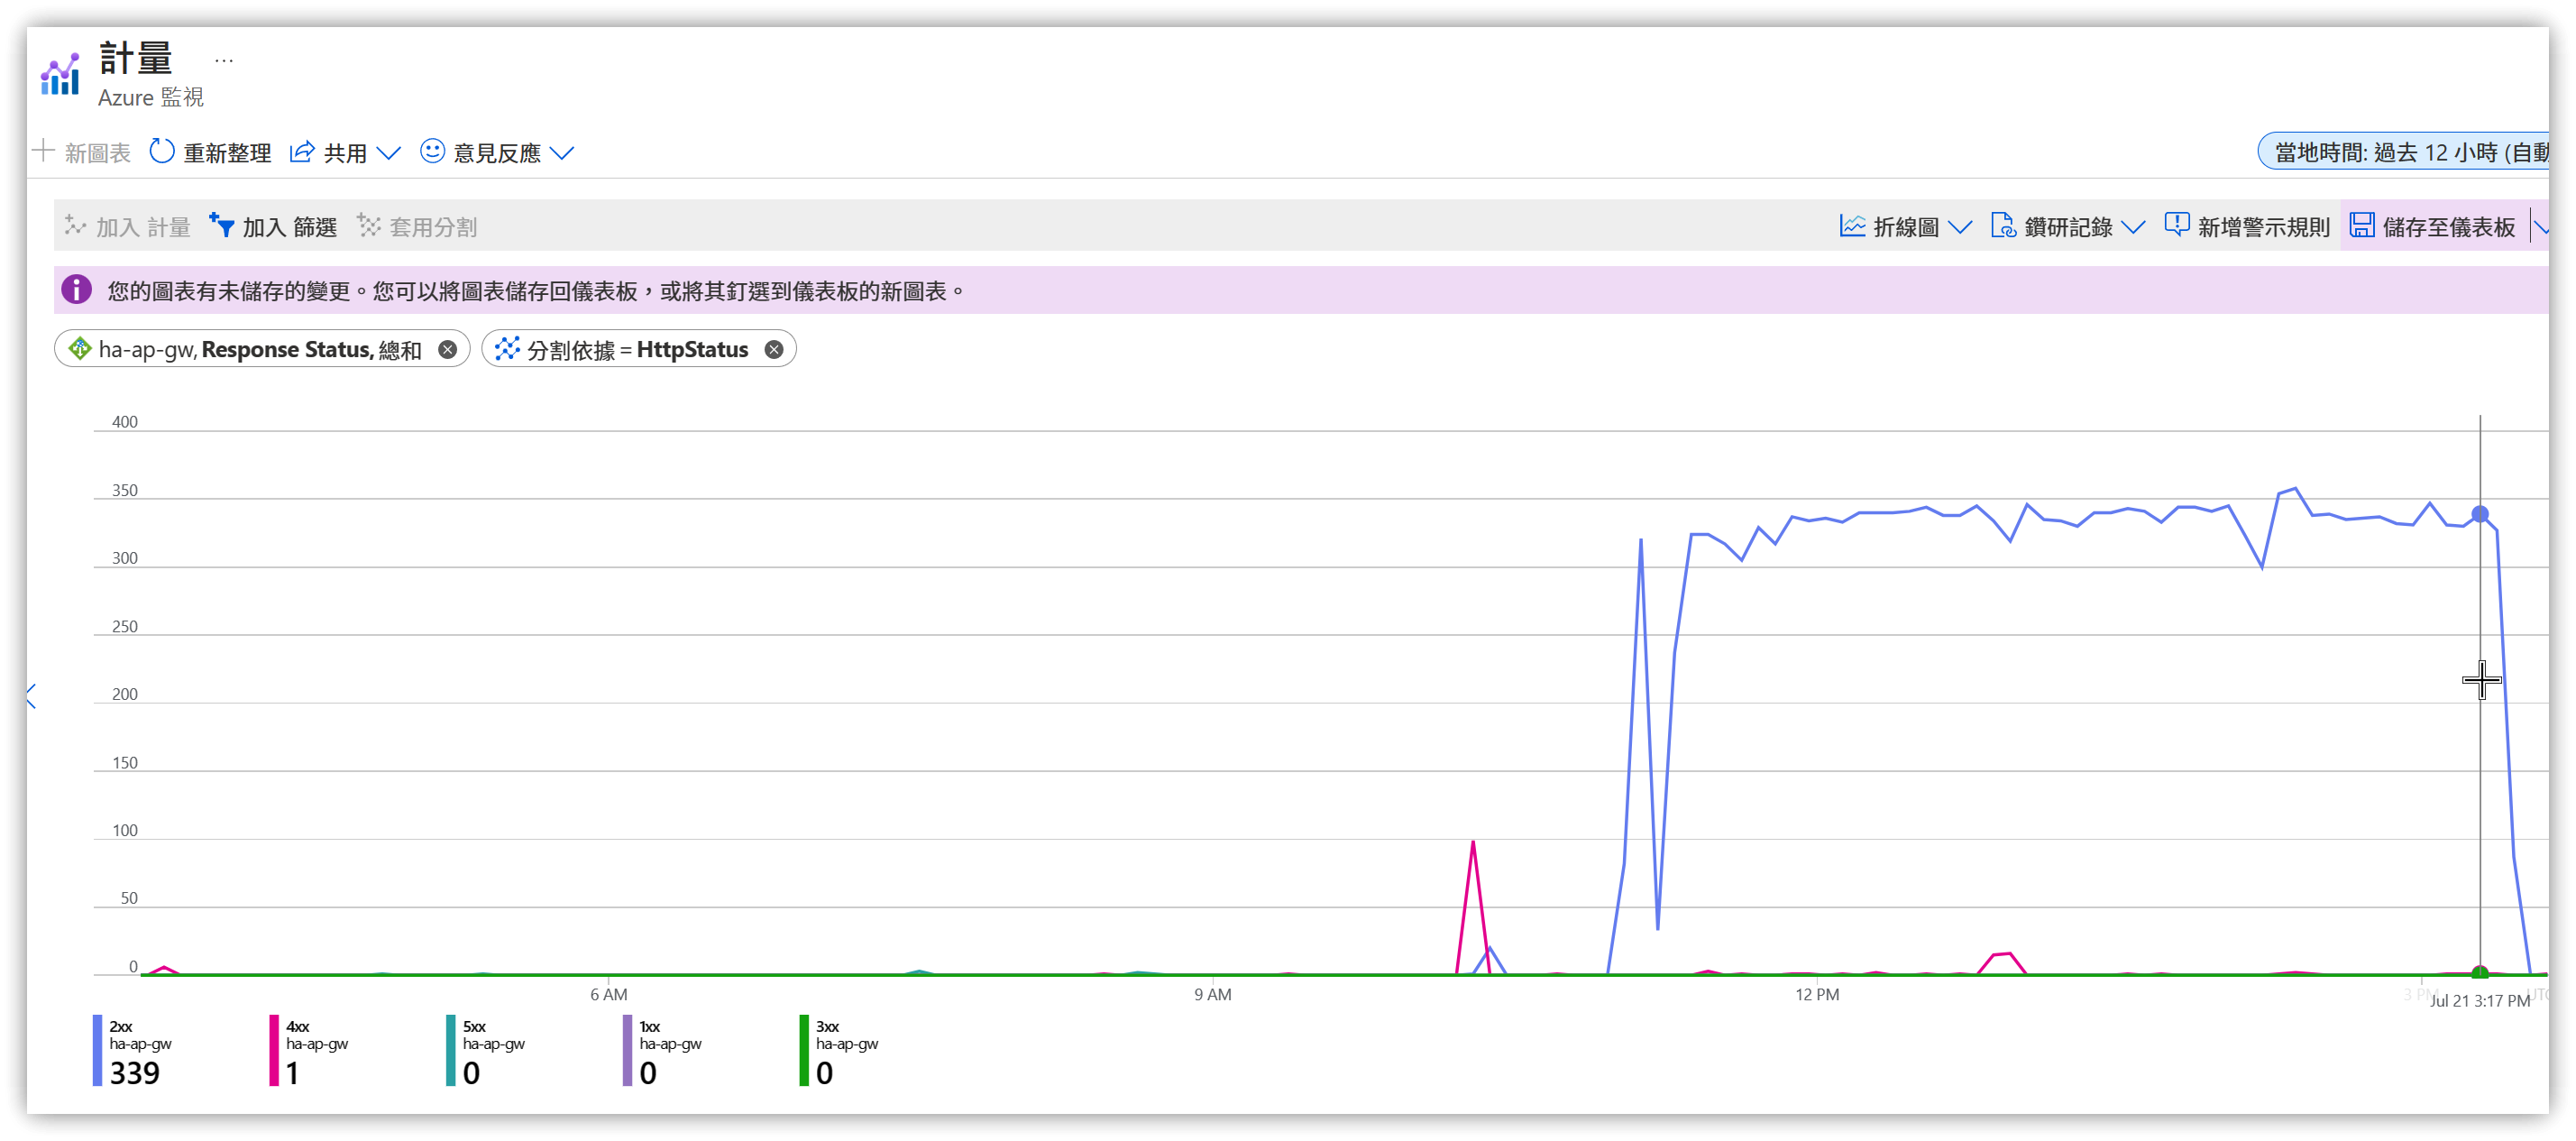 計量 …
Azure 監視
新圖表 重新整理 共用 意見反應
當地時間: 過去 12 小時 (自動
加入 計量 加入 篩選 套用分割 折線圖 鑽研記錄 新增警示規則 儲存至儀表板
您的圖表有未儲存的變更。您可以將圖表儲存回儀表板，或將其釘選到儀表板的新圖表。
ha-ap-gw, Response Status, 總和 分割依據 = HttpStatus
400
350
300
250
200
150
100
50
0
6 AM 9 AM 12 PM 3 PM Jul 21 3:17 PM UTC
2xx 4xx 5xx 1xx 3xx
ha-ap-gw ha-ap-gw ha-ap-gw ha-ap-gw ha-ap-gw
339 1 0 0 0